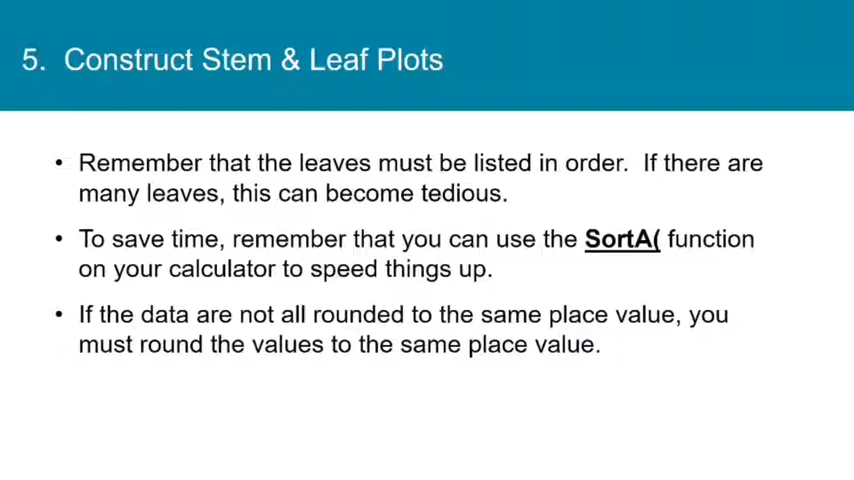 5. Construct Stem & Leaf Plots
• Remember that the leaves must be listed in order. If there are
many leaves, this can become tedious.
• To save time, remember that you can use the SortA( function
on your calculator to speed things up.
• If the data are not all rounded to the same place value, you
must round the values to the same place value.